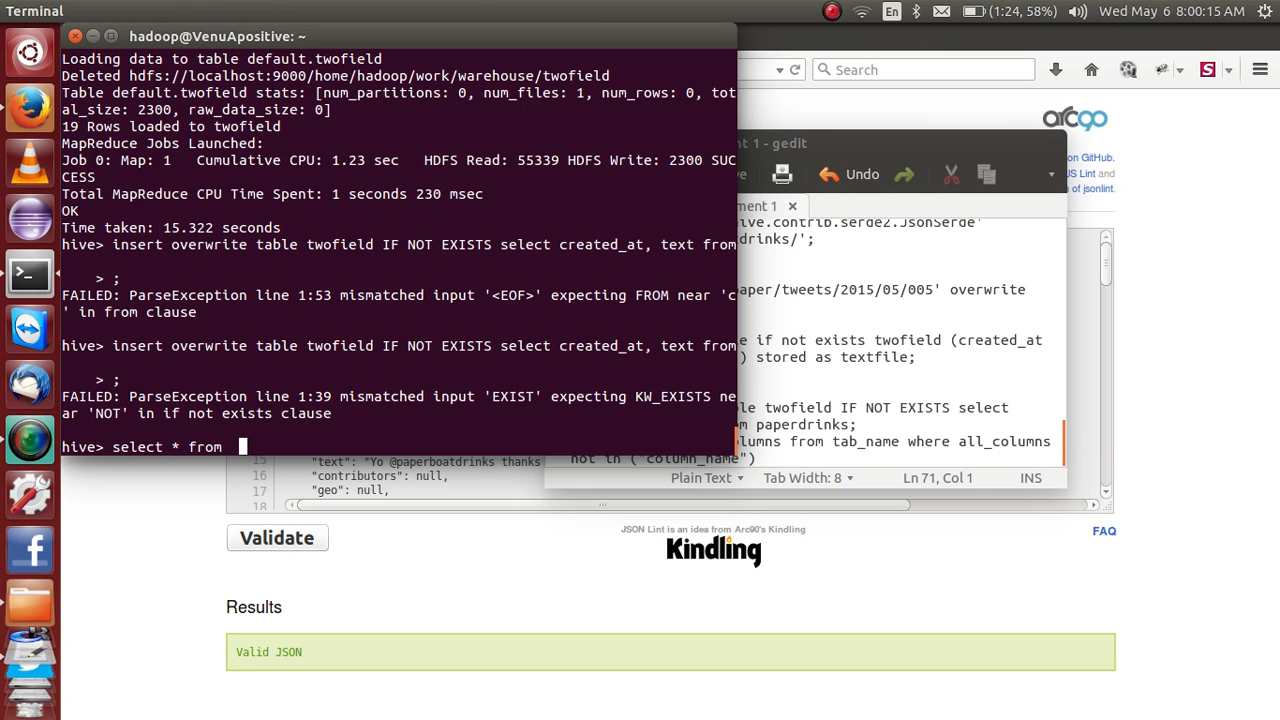 Terminal
En
(1:24, 58%)
Wed May 6 8:00:15 AM
hadoop@VenuApositive: ~
Loading data to table default.twofield
Deleted hdfs://localhost:9000/home/hadoop/work/warehouse/twofield
Table default.twofield stats: [num_partitions: 0, num_files: 1, num_rows: 0, tot
al_size: 2300, raw_data_size: 0]
19 Rows loaded to twofield
MapReduce Jobs Launched:
Job 0: Map: 1   Cumulative CPU: 1.23 sec   HDFS Read: 55339 HDFS Write: 2300 SUC
CESS
Total MapReduce CPU Time Spent: 1 seconds 230 msec
OK
Time taken: 15.322 seconds
hive> insert overwrite table twofield IF NOT EXISTS select created_at, text from
    > ;
FAILED: ParseException line 1:53 mismatched input '<EOF>' expecting FROM near 'c
' in from clause
hive> insert overwrite table twofield IF NOT EXISTS select created_at, text from
    > ;
FAILED: ParseException line 1:39 mismatched input 'EXIST' expecting KW_EXISTS ne
ar 'NOT' in if not exists clause
hive> select * from
Search
S
arc90
on GitHub.
JS Lint and
n of jsonlint.
nt 1 - gedit
ve
Undo
ment 1
ive.contrib.serde2.JsonSerde'
drinks/';
aper/tweets/2015/05/005' overwrite
e if not exists twofield (created_at
) stored as textfile;
le twofield IF NOT EXISTS select
m paperdrinks;
olumns from tab_name where all_columns
not in ("column_name")
Plain Text
Tab Width: 8
Ln 71, Col 1
INS
15 "text": "Yo @paperboatdrinks thanks
16 "contributors": null,
17 "geo": null,
18
Validate
JSON Lint is an idea from Arc90's Kindling
Kindling
FAQ
Results
Valid JSON